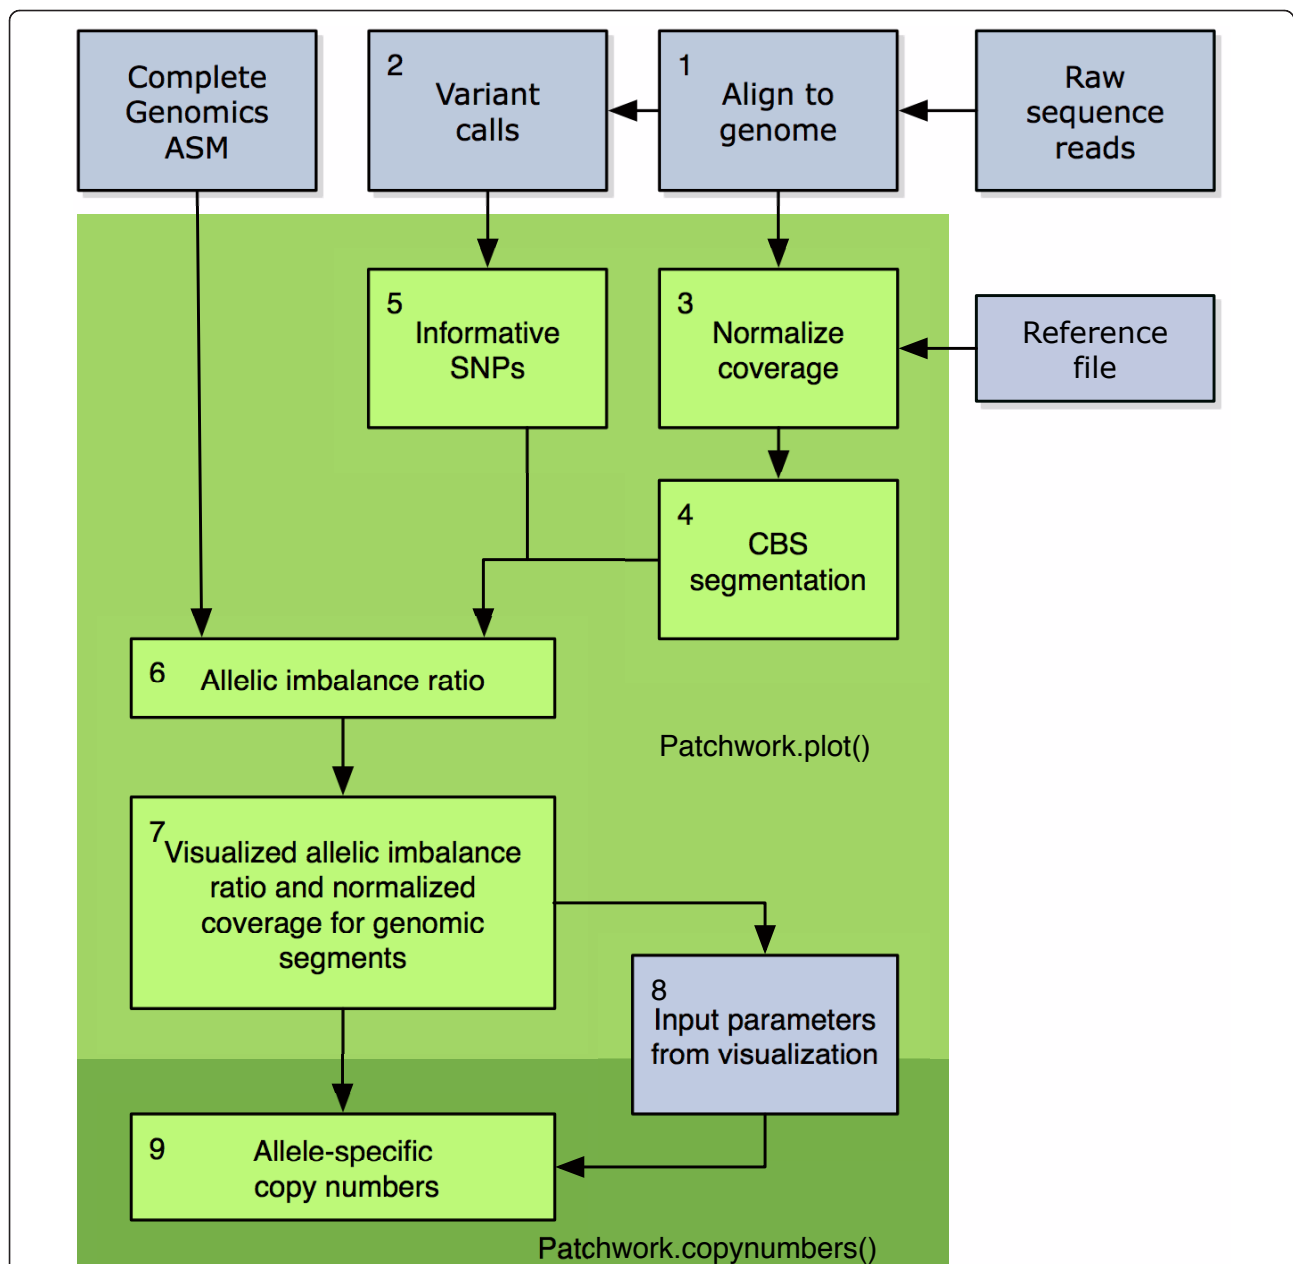 Complete
Genomics
ASM
2
Variant
calls
1
Align to
genome
Raw
sequence
reads
5
Informative
SNPs
3
Normalize
coverage
Reference
file
4
CBS
segmentation
6
Allelic imbalance ratio
Patchwork.plot()
7
Visualized allelic imbalance
ratio and normalized
coverage for genomic
segments
8
Input parameters
from visualization
9
Allele-specific
copy numbers
Patchwork.copynumbers()